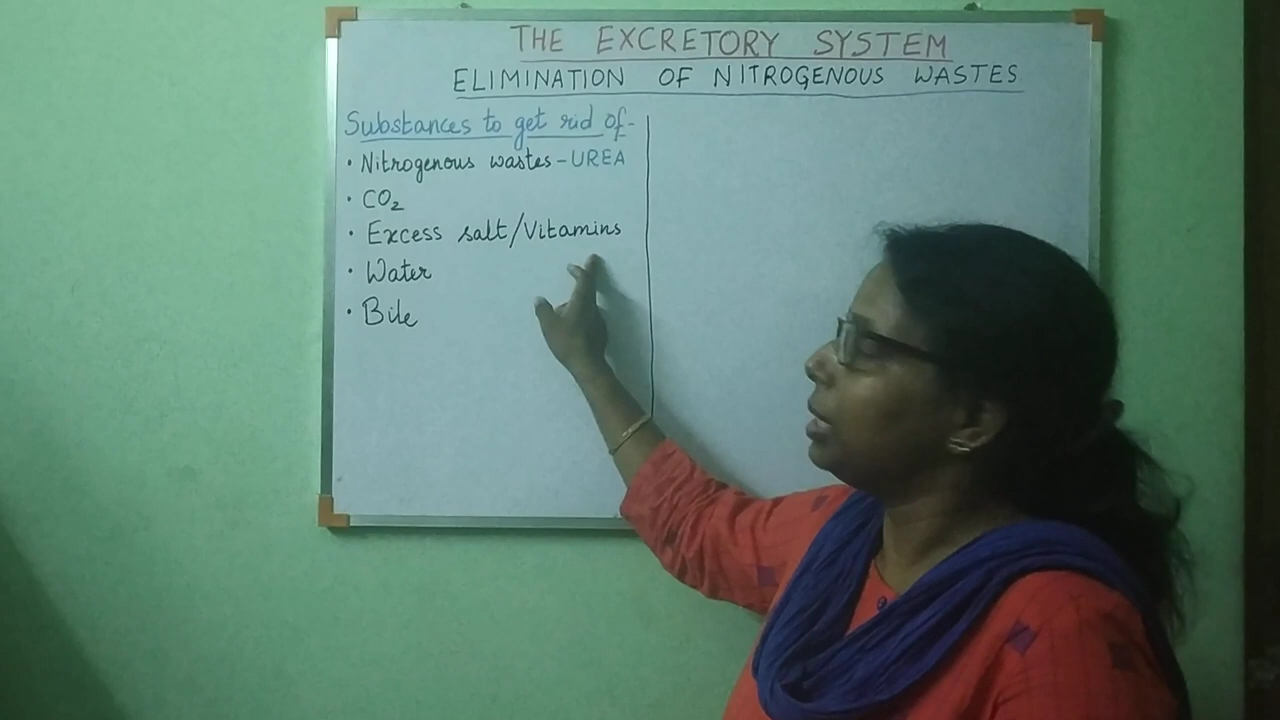 THE EXCRETORY SYSTEM
ELIMINATION OF NITROGENOUS WASTES
Substances to get rid of-
• Nitrogenous wastes - UREA
• CO₂
• Excess salt/Vitamins
• Water
• Bile